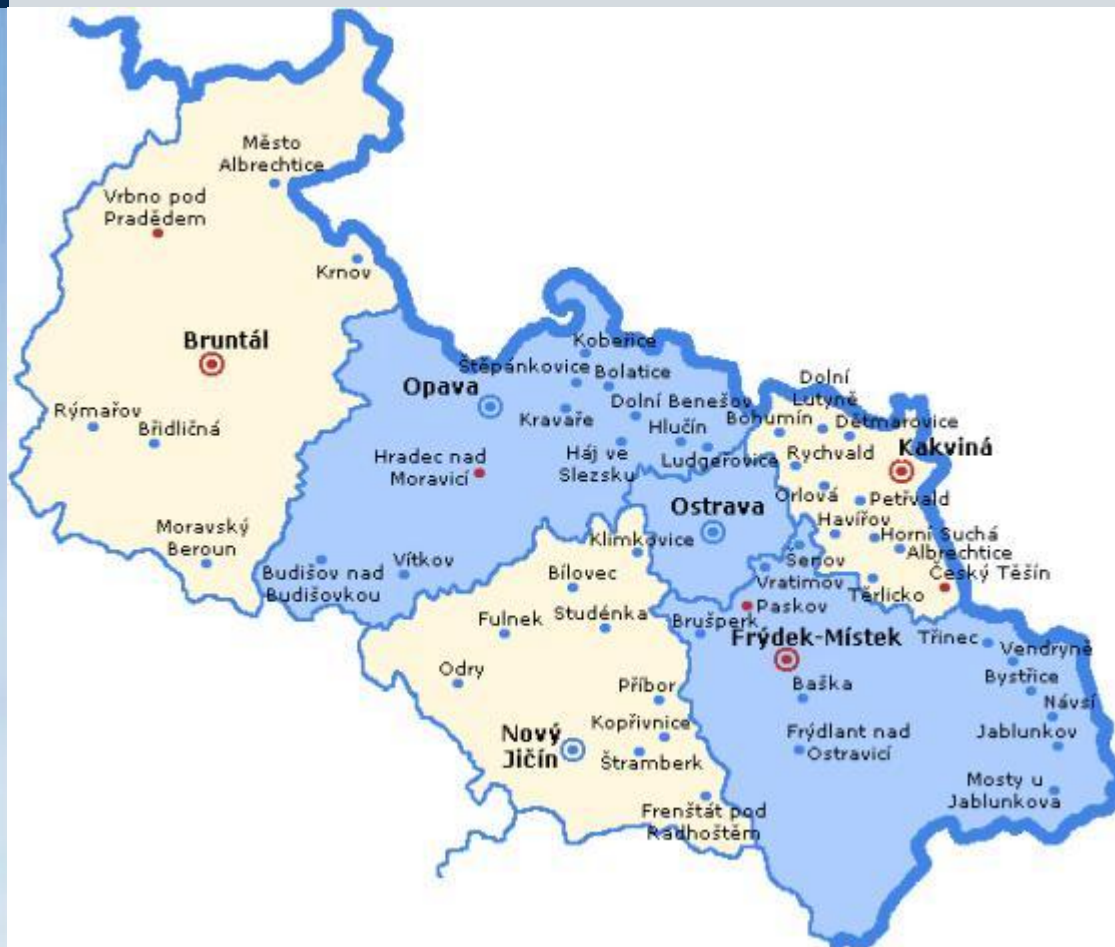 Město
Albrechtice
Vrbno pod
Pradědem
Krnov
Bruntál
Rýmařov
Břidličná
Moravský
Beroun
Kobeřice
Štěpánkovice
Bolatice
Opava
Kravaře
Dolní Benešov
Hlučín
Háj ve
Slezsku
Ludgeřovice
Hradec nad
Moravicí
Budišov nad
Budišovkou
Vítkov
Dolní
Lutyně
Bohumín
Dětmarovice
Kakviná
Rychvald
Orlová
Petřvald
Havířov
Horní Suchá
Albrechtice
Český Těšín
Těrlicko
Ostrava
Klimkovice
Šenov
Vratimov
Paskov
Brušperk
Frýdek-Místek
Baška
Frýdlant nad
Ostravicí
Třinec
Vendryně
Bystřice
Návsí
Jablunkov
Mosty u
Jablunkova
Bílovec
Fulnek
Studénka
Odry
Příbor
Kopřivnice
Nový
Jičín
Štramberk
Frenštát pod
Radhoštěm